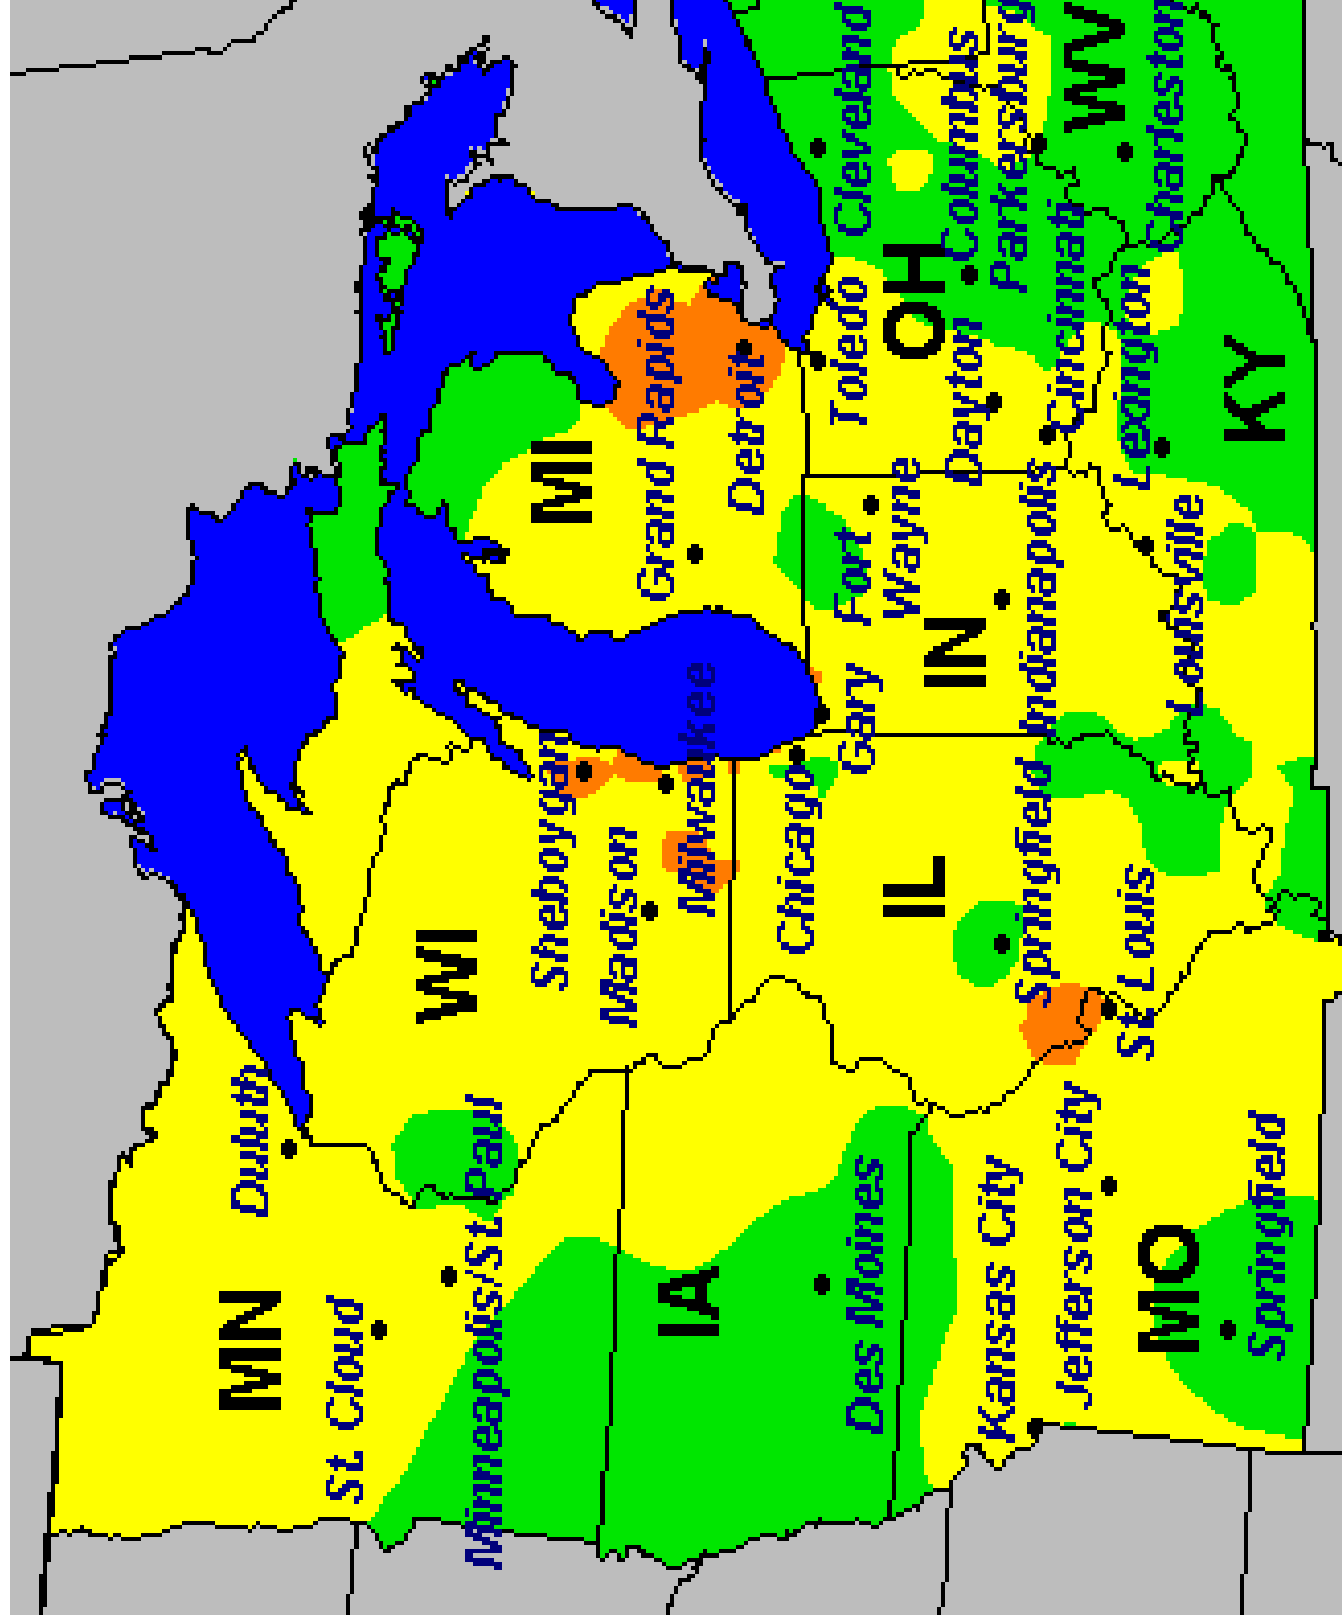 MN
Duluth
St Cloud
Minneapolis/St. Paul
WI
Sheboygan
Madison
Milwaukee
MI
Grand Rapids
Detroit
IA
Des Moines
IL
Chicago
Springfield
Gary
IN
Fort
Wayne
Indianapolis
OH
Toledo
Cleveland
Columbus
Dayton
Cincinnati
Parkersburg
WV
Charleston
KY
Lexington
Louisville
MO
Kansas City
Jefferson City
St Louis
Springfield